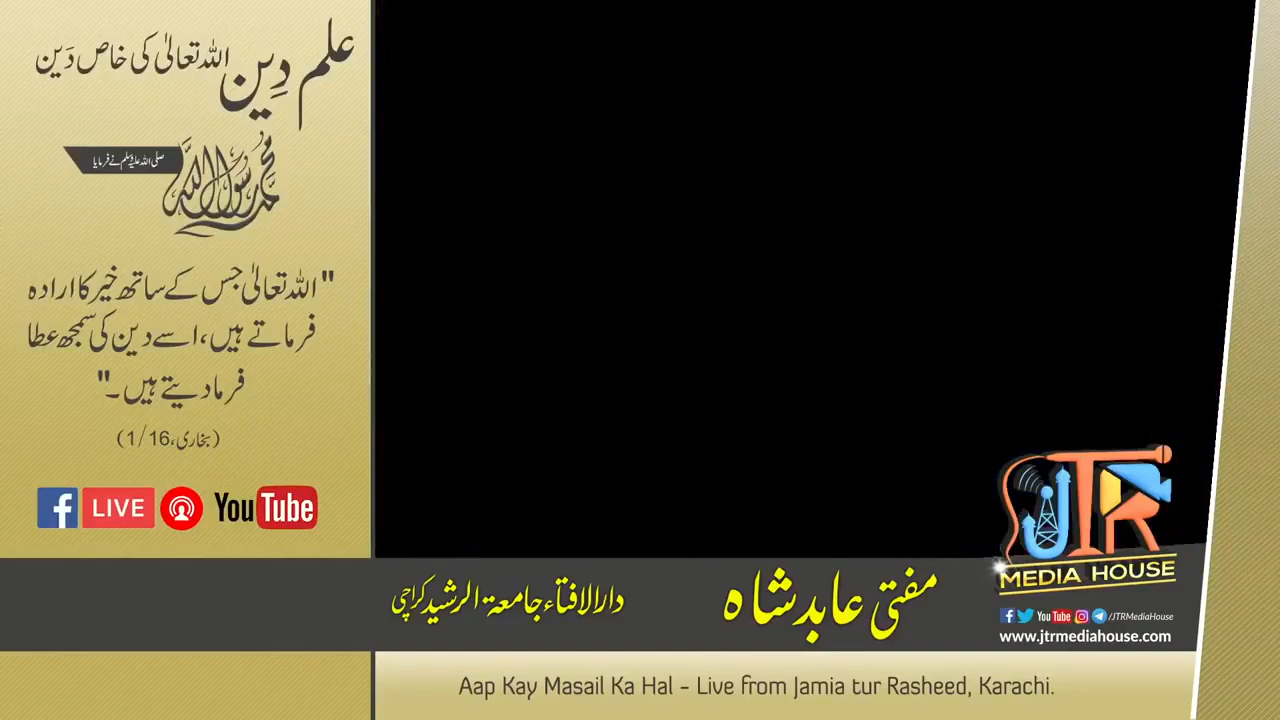 علم دِین اللہ تعالیٰ کی خاص دَین
محمد رسول اللہ
صلی اللہ علیہ وسلم نے فرمایا
"اللہ تعالیٰ جس کے ساتھ خیر کا ارادہ
فرماتے ہیں، اسے دین کی سمجھ عطا
فرما دیتے ہیں۔"
(بخاری، 1/16)
f LIVE YouTube
JTR
MEDIA HOUSE
مفتی عابد شاہ
دارالافتاء جامعۃ الرشید کراچی
YouTube /JTRMediaHouse
www.jtrmediahouse.com
Aap Kay Masail Ka Hal - Live from Jamia tur Rasheed, Karachi.